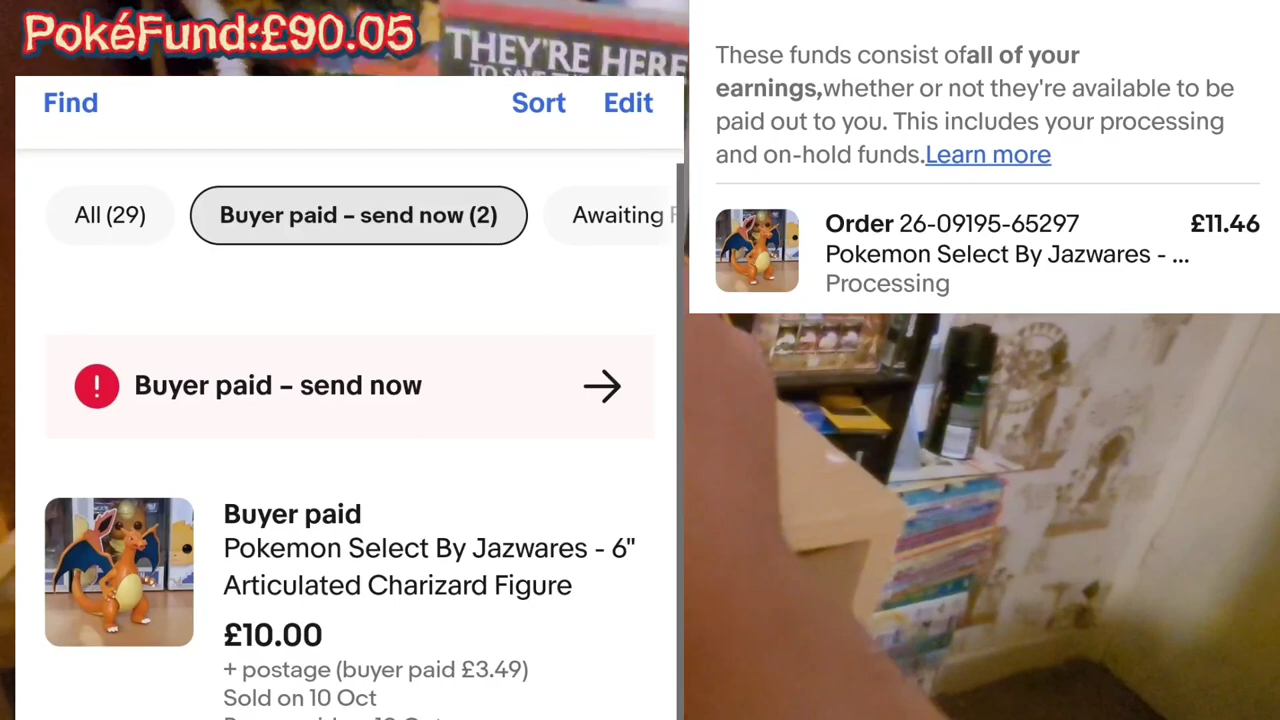 PokéFund:£90.05
THEY'RE HERE
TO SAVE
Find
Sort
Edit
All (29)
Buyer paid – send now (2)
Awaiting
Buyer paid – send now
Buyer paid
Pokemon Select By Jazwares - 6"
Articulated Charizard Figure
£10.00
+ postage (buyer paid £3.49)
Sold on 10 Oct
These funds consist ofall of your
earnings,whether or not they're available to be
paid out to you. This includes your processing
and on-hold funds.Learn more
Order 26-09195-65297
£11.46
Pokemon Select By Jazwares - ...
Processing